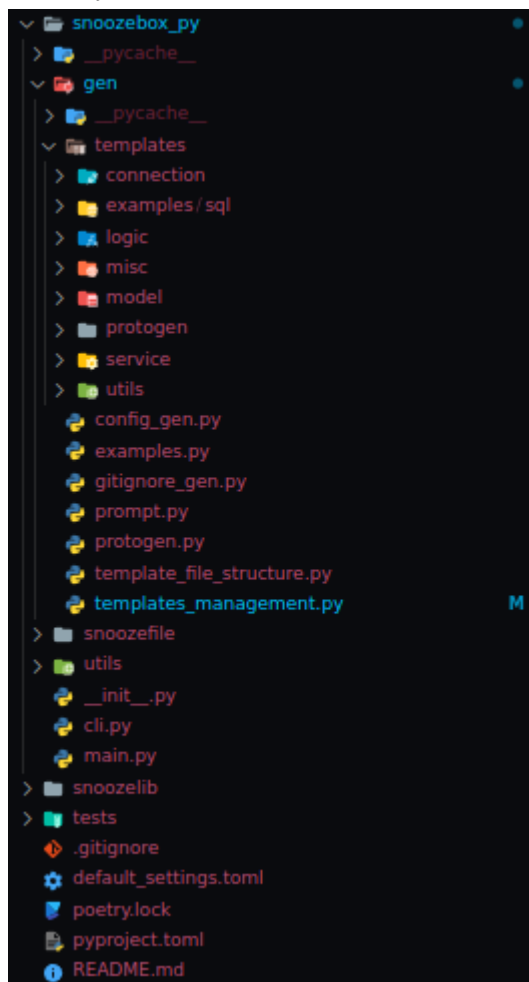 snoozebox_py
__pycache__
gen
__pycache__
templates
connection
examples/sql
logic
misc
model
protogen
service
utils
config_gen.py
examples.py
gitignore_gen.py
prompt.py
protogen.py
template_file_structure.py
templates_management.py M
snoozefile
utils
__init__.py
cli.py
main.py
snoozelib
tests
.gitignore
default_settings.toml
poetry.lock
pyproject.toml
README.md